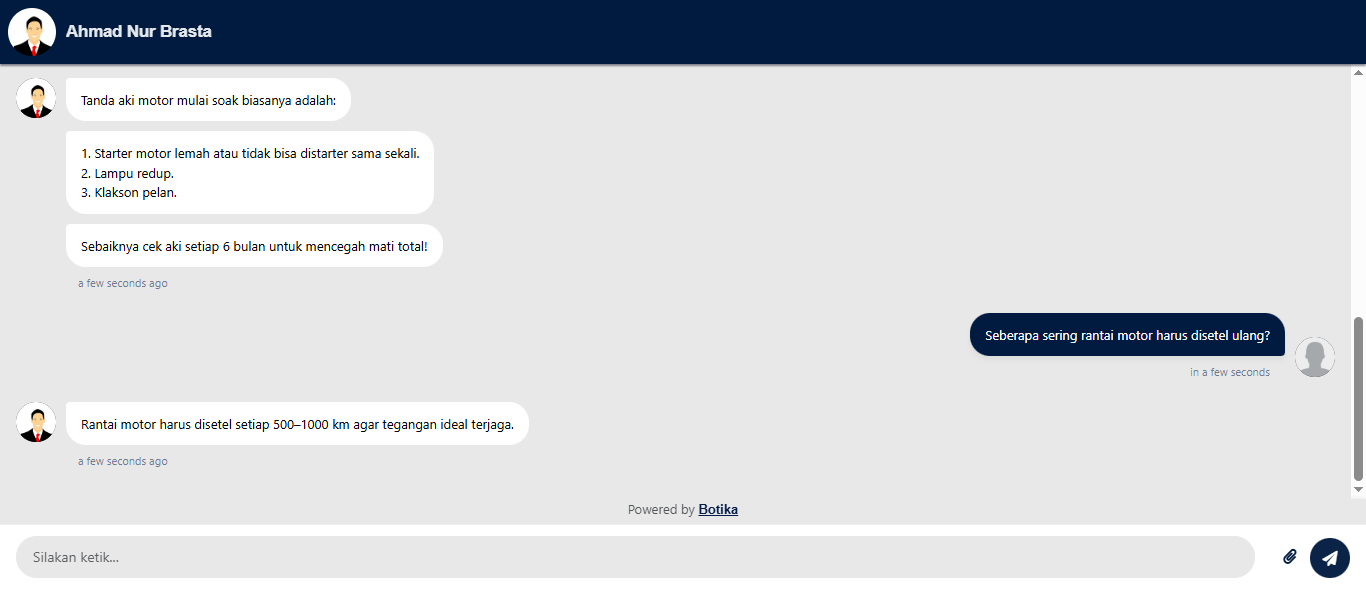 Ahmad Nur Brasta
Tanda aki motor mulai soak biasanya adalah:
1. Starter motor lemah atau tidak bisa distarter sama sekali.
2. Lampu redup.
3. Klakson pelan.
Sebaiknya cek aki setiap 6 bulan untuk mencegah mati total!
a few seconds ago
Seberapa sering rantai motor harus disetel ulang?
in a few seconds
Rantai motor harus disetel setiap 500–1000 km agar tegangan ideal terjaga.
a few seconds ago
Powered by Botika
Silakan ketik...